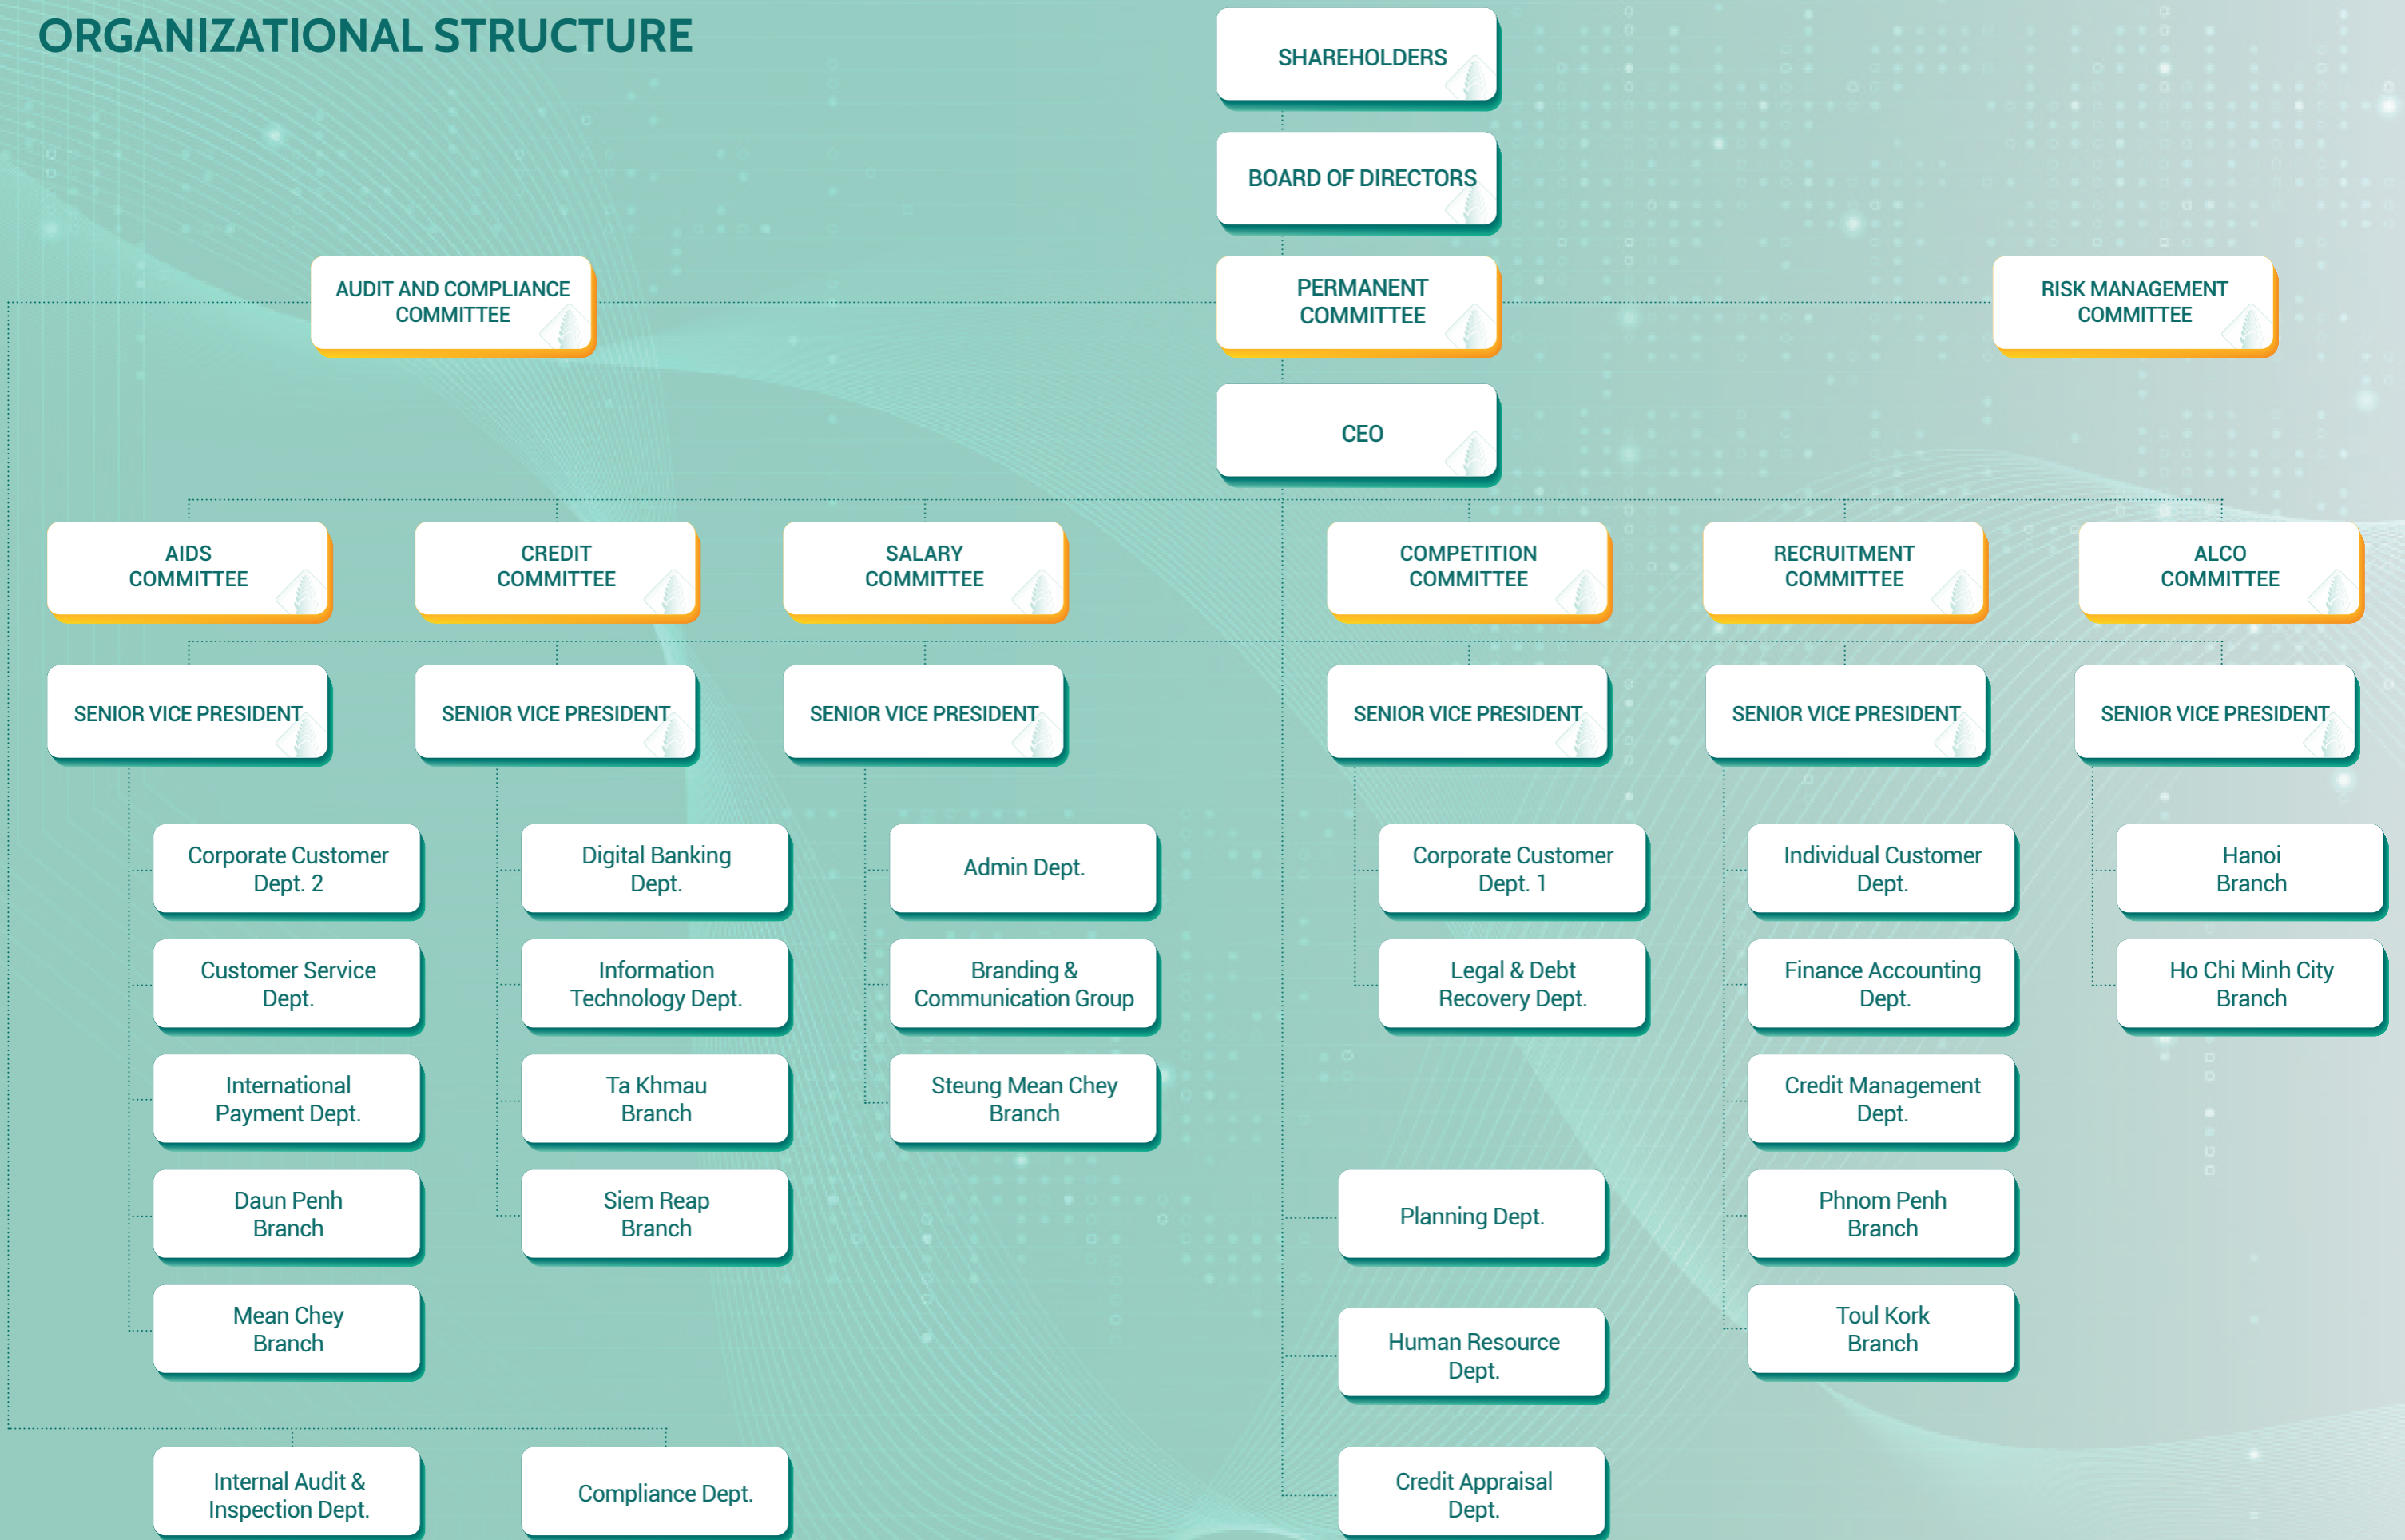 ORGANIZATIONAL STRUCTURE
SHAREHOLDERS
BOARD OF DIRECTORS
AUDIT AND COMPLIANCE
COMMITTEE
PERMANENT
COMMITTEE
RISK MANAGEMENT
COMMITTEE
CEO
AIDS
COMMITTEE
CREDIT
COMMITTEE
SALARY
COMMITTEE
COMPETITION
COMMITTEE
RECRUITMENT
COMMITTEE
ALCO
COMMITTEE
SENIOR VICE PRESIDENT
SENIOR VICE PRESIDENT
SENIOR VICE PRESIDENT
SENIOR VICE PRESIDENT
SENIOR VICE PRESIDENT
SENIOR VICE PRESIDENT
Corporate Customer
Dept. 2
Customer Service
Dept.
International
Payment Dept.
Daun Penh
Branch
Mean Chey
Branch
Digital Banking
Dept.
Information
Technology Dept.
Ta Khmau
Branch
Siem Reap
Branch
Admin Dept.
Branding &
Communication Group
Steung Mean Chey
Branch
Corporate Customer
Dept. 1
Legal & Debt
Recovery Dept.
Individual Customer
Dept.
Finance Accounting
Dept.
Credit Management
Dept.
Phnom Penh
Branch
Toul Kork
Branch
Hanoi
Branch
Ho Chi Minh City
Branch
Planning Dept.
Human Resource
Dept.
Credit Appraisal
Dept.
Internal Audit &
Inspection Dept.
Compliance Dept.